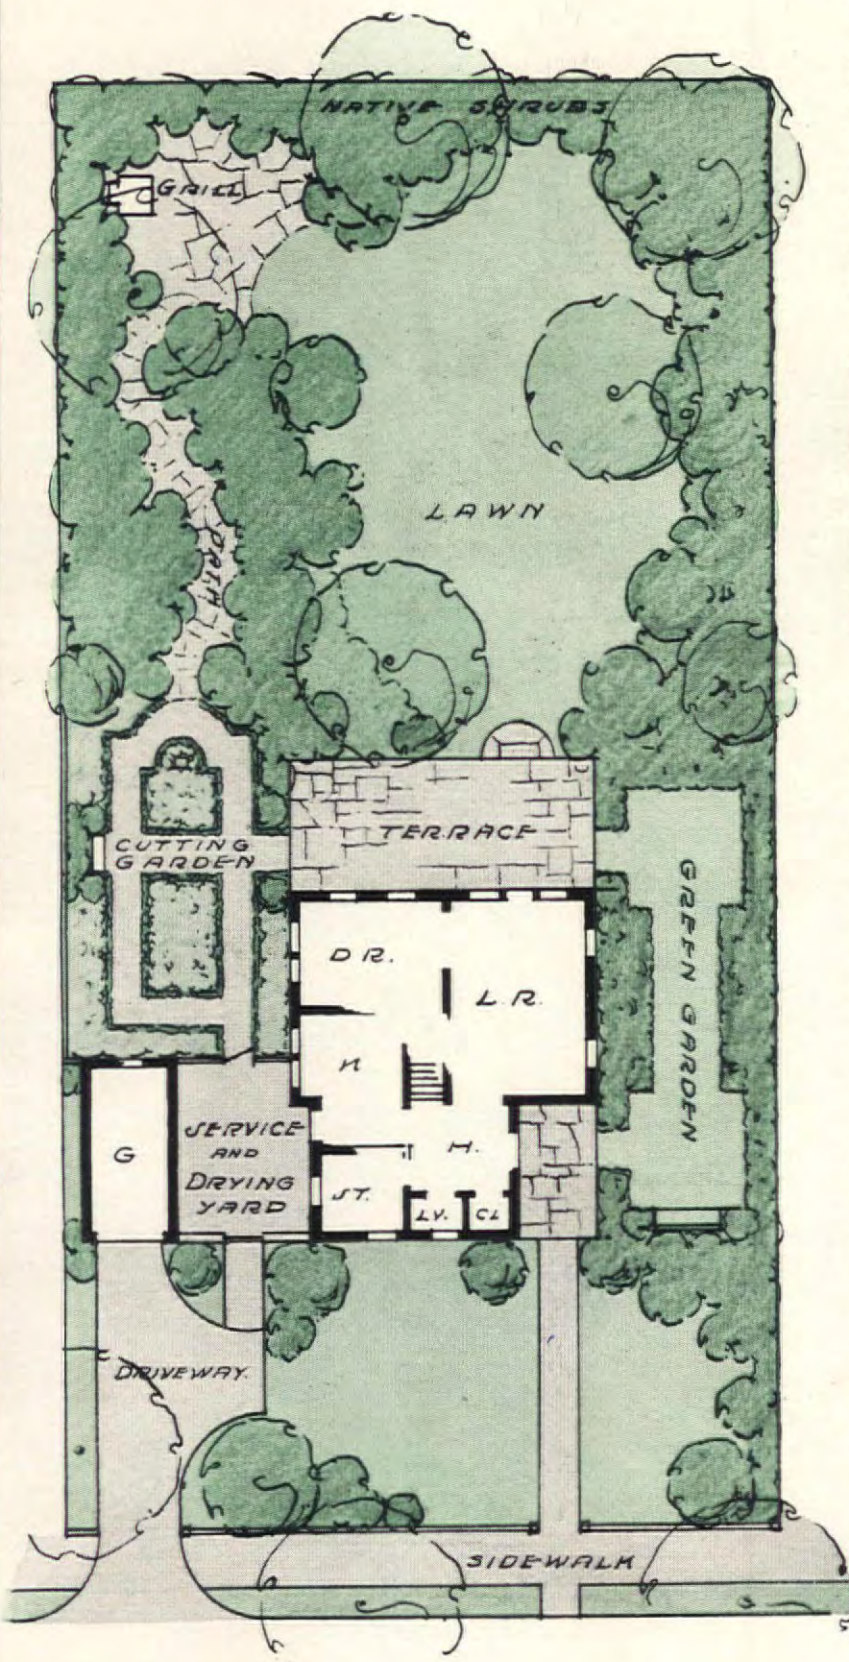 NATIVE SHRUBS
GRILL
LAWN
PATH
TERRACE
CUTTING
GARDEN
GREEN GARDEN
D R.
L.R.
K
G
SERVICE
AND
DRYING
YARD
H.
ST.
LV.
CL
DRIVEWAY.
SIDEWALK